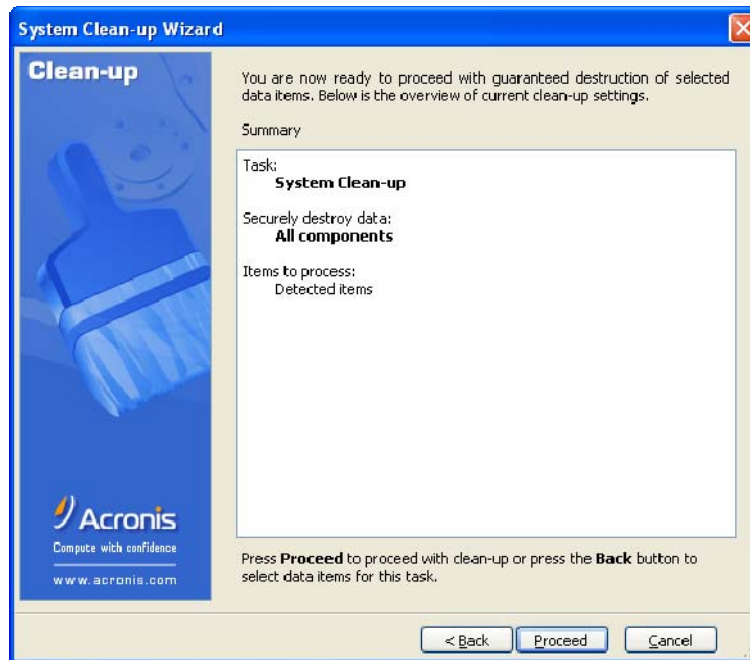 System Clean-up Wizard
Clean-up
You are now ready to proceed with guaranteed destruction of selected
data items. Below is the overview of current clean-up settings.
Summary
Task:
System Clean-up
Securely destroy data:
All components
Items to process:
Detected items
Acronis
Compute with confidence
www.acronis.com
Press Proceed to proceed with clean-up or press the Back button to
select data items for this task.
< Back
Proceed
Cancel